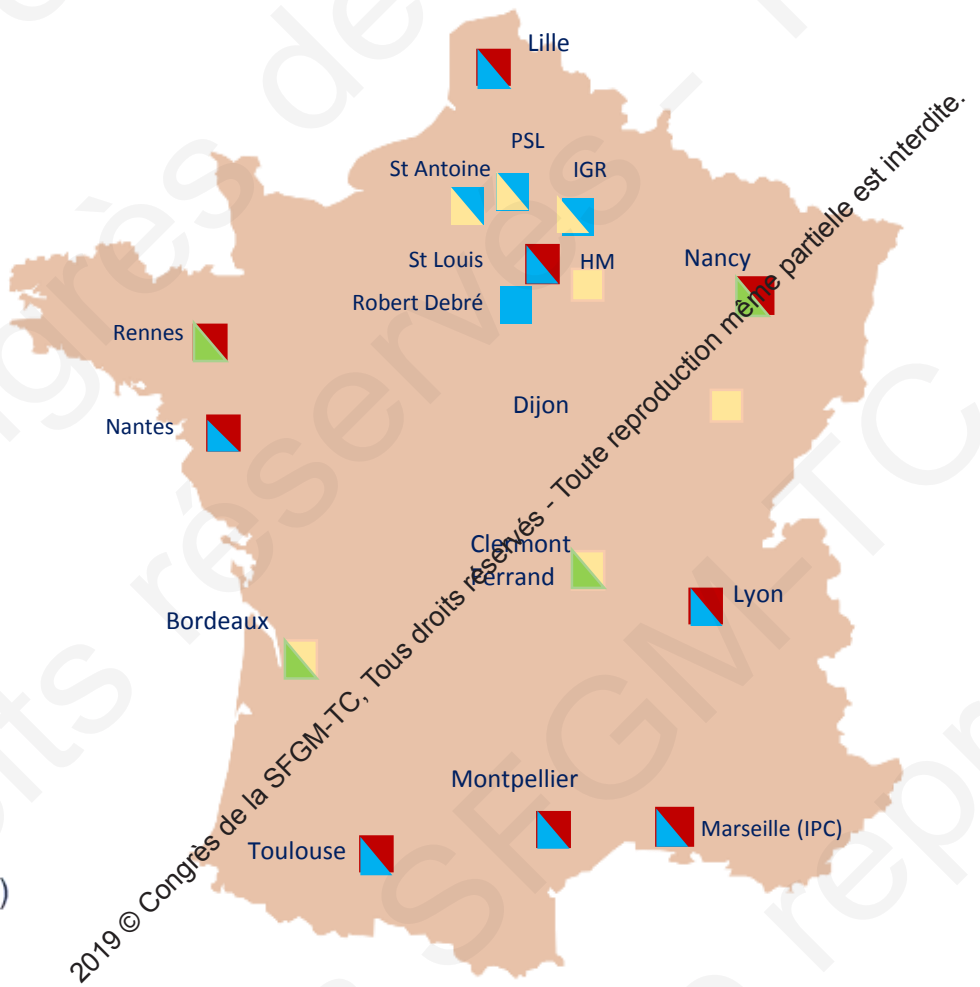 Lille
PSL
St Antoine
IGR
St Louis
HM
Nancy
Robert Debré
Rennes
Dijon
Nantes
Clermont
Ferrand
Lyon
Bordeaux
Montpellier
Marseille (IPC)
Toulouse
)
2019 © Congrès de la SFGM-TC, Tous droits réservés - Toute reproduction même partielle est interdite.